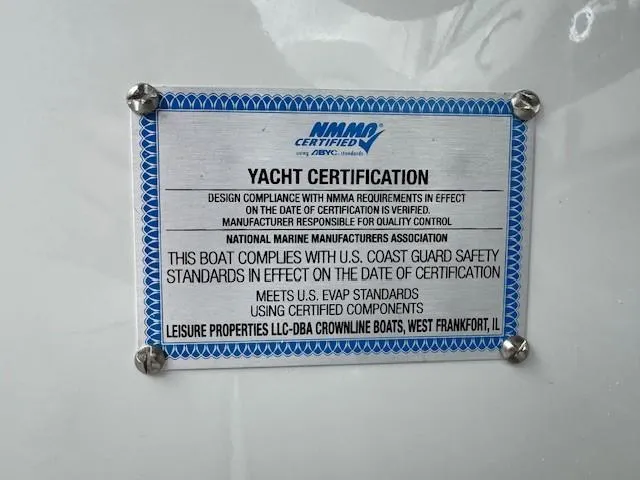 NMMA
CERTIFIED
using ABYC standards
YACHT CERTIFICATION
DESIGN COMPLIANCE WITH NMMA REQUIREMENTS IN EFFECT
ON THE DATE OF CERTIFICATION IS VERIFIED.
MANUFACTURER RESPONSIBLE FOR QUALITY CONTROL
NATIONAL MARINE MANUFACTURERS ASSOCIATION
THIS BOAT COMPLIES WITH U.S. COAST GUARD SAFETY
STANDARDS IN EFFECT ON THE DATE OF CERTIFICATION
MEETS U.S. EVAP STANDARDS
USING CERTIFIED COMPONENTS
LEISURE PROPERTIES LLC-DBA CROWNLINE BOATS, WEST FRANKFORT, IL